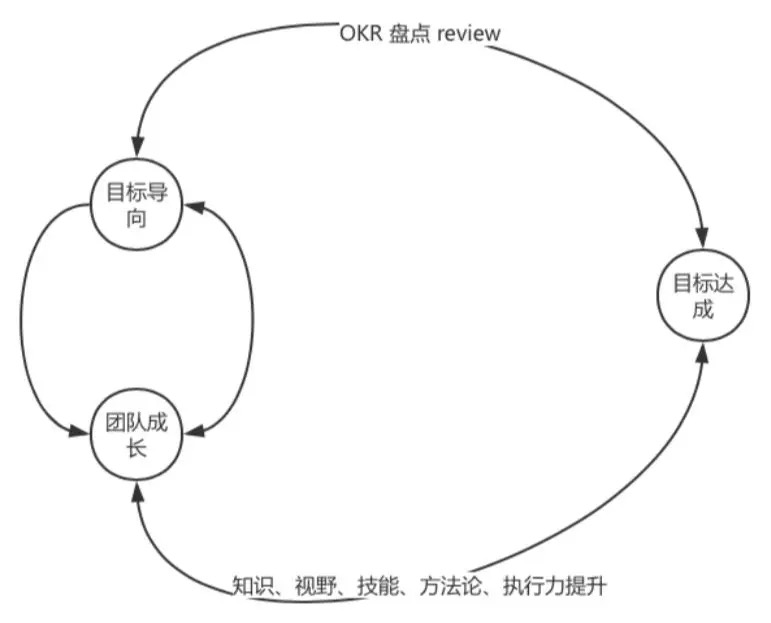 OKR 盘点 review
目标导
向
目标达
成
团队成
长
知识、视野、技能、方法论、执行力提升